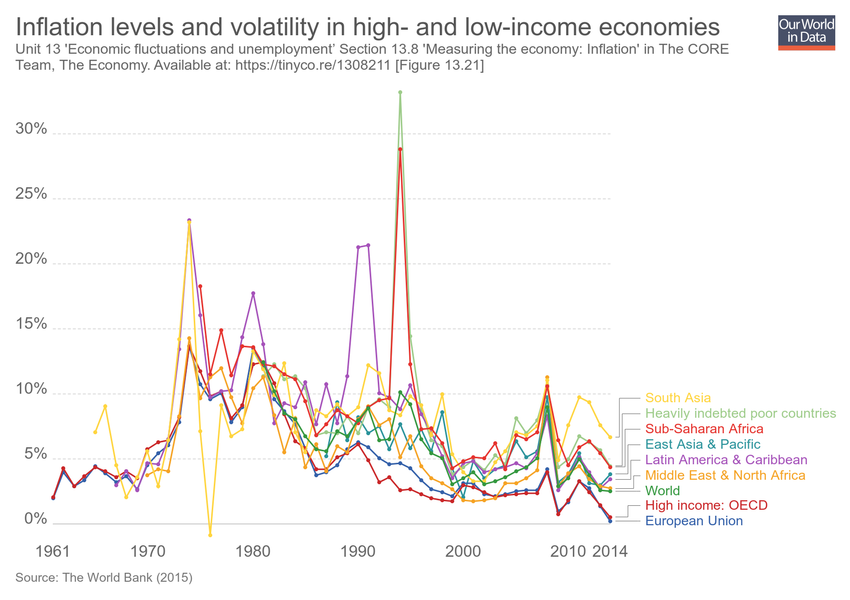 Inflation levels and volatility in high- and low-income economies
Our World
in Data
Unit 13 'Economic fluctuations and unemployment' Section 13.8 'Measuring the economy: Inflation' in The CORE
Team, The Economy. Available at: https://tinyco.re/1308211 [Figure 13.21]
30%
25%
20%
15%
10%
5%
0%
South Asia
Heavily indebted poor countries
Sub-Saharan Africa
East Asia & Pacific
Latin America & Caribbean
Middle East & North Africa
World
High income: OECD
European Union
1961 1970 1980 1990 2000 2010 2014
Source: The World Bank (2015)